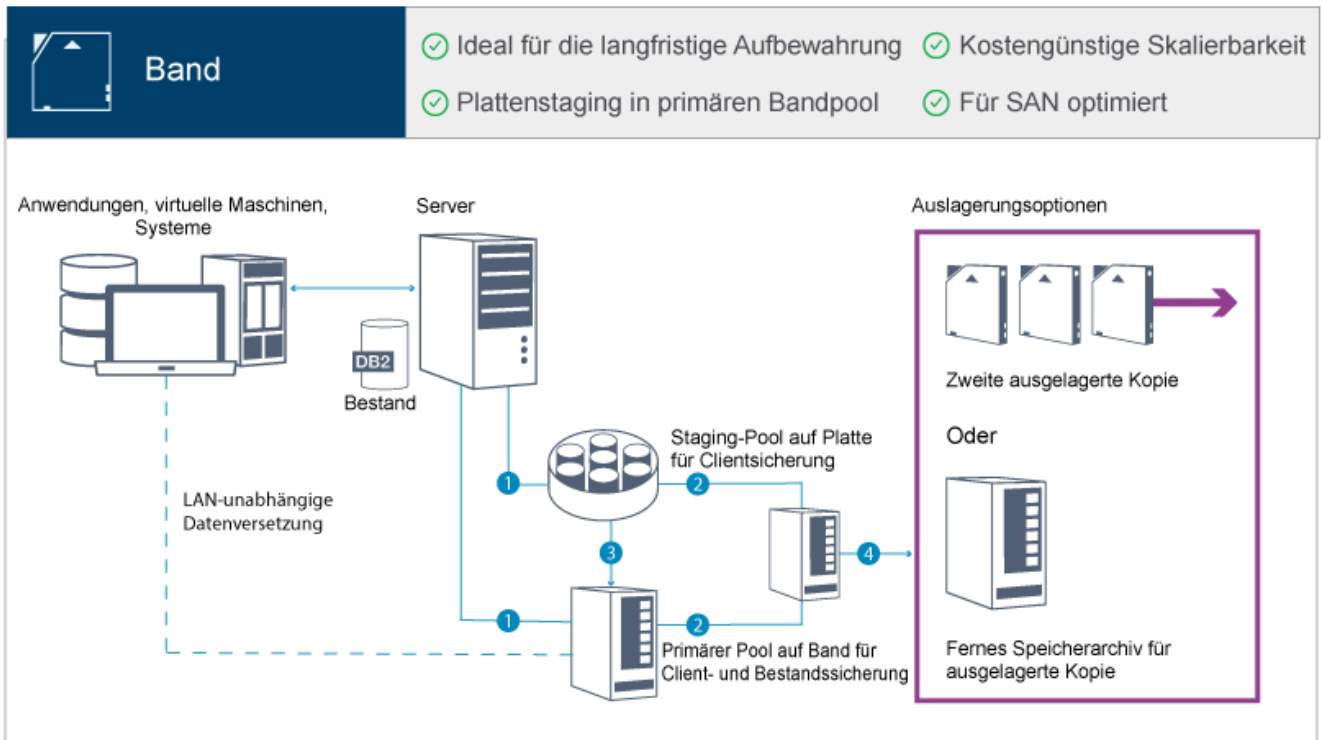 Band
Ideal für die langfristige Aufbewahrung
Kostengünstige Skalierbarkeit
Plattenstaging in primären Bandpool
Für SAN optimiert
Anwendungen, virtuelle Maschinen,
Systeme
Server
Auslagerungsoptionen
DB2
Bestand
Zweite ausgelagerte Kopie
Oder
Staging-Pool auf Platte
für Clientsicherung
1
2
LAN-unabhängige
Datenversetzung
3
4
1
2
Primärer Pool auf Band für
Client- und Bestandssicherung
Fernes Speicherarchiv für
ausgelagerte Kopie